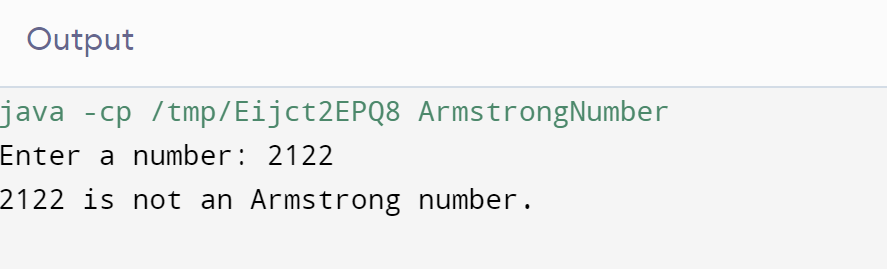 Output
java -cp /tmp/Eijct2EPQ8 ArmstrongNumber
Enter a number: 2122
2122 is not an Armstrong number.